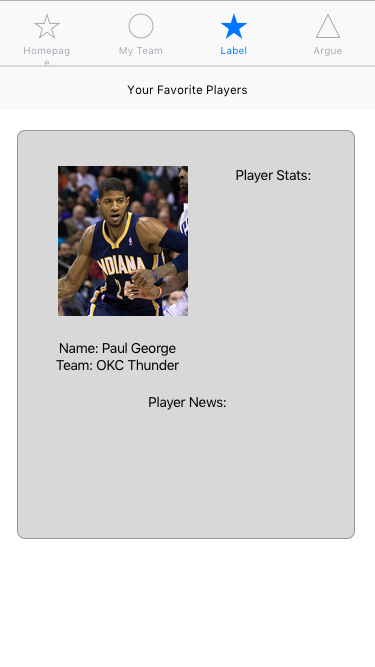 Homepag
e
My Team
Label
Argue
Your Favorite Players
Player Stats:
INDIANA
Name: Paul George
Team: OKC Thunder
Player News: